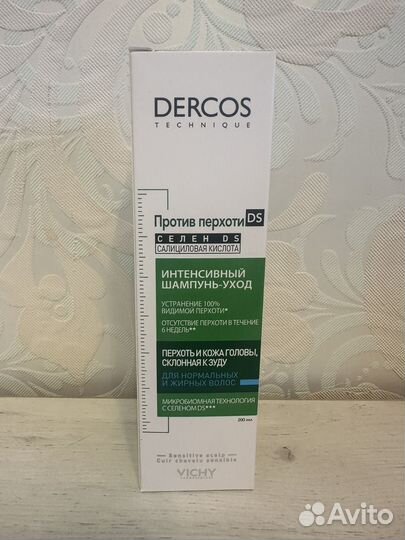 DERCOS
TECHNIQUE
Против перхоти DS
СЕЛЕН DS
САЛИЦИЛОВАЯ КИСЛОТА
ИНТЕНСИВНЫЙ
ШАМПУНЬ-УХОД
УСТРАНЕНИЕ 100%
ВИДИМОЙ ПЕРХОТИ*
ОТСУТСТВИЕ ПЕРХОТИ В ТЕЧЕНИЕ
6 НЕДЕЛЬ**
ПЕРХОТЬ И КОЖА ГОЛОВЫ,
СКЛОННАЯ К ЗУДУ
ДЛЯ НОРМАЛЬНЫХ
И ЖИРНЫХ ВОЛОС
МИКРОБИОМНАЯ ТЕХНОЛОГИЯ
С СЕЛЕНОМ DS***
200 мл
Sensitive scalp
Cuir chevelu sensible
VICHY
LABORATOIRES
Avito